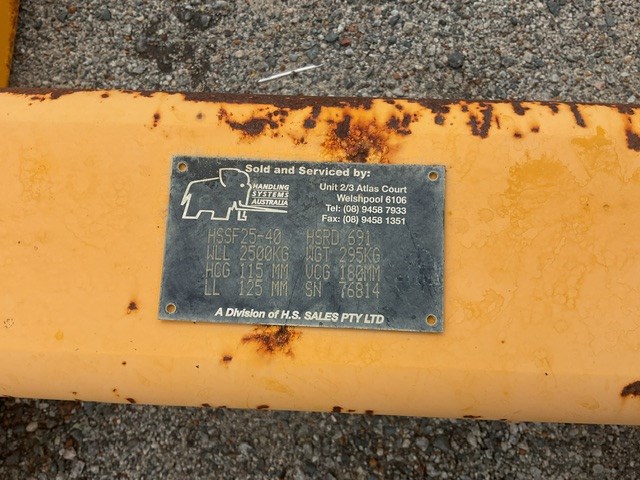 Sold and Serviced by:
HANDLING
SYSTEMS
AUSTRALIA
Unit 2/3 Atlas Court
Welshpool 6106
Tel: (08) 9458 7933
Fax: (08) 9458 1351
HSSF25-40 HSRD 691
WLL 2500KG WGT 295KG
HCG 115 MM VCG 180MM
LL 125 MM SN 76814
A Division of H.S. SALES PTY LTD